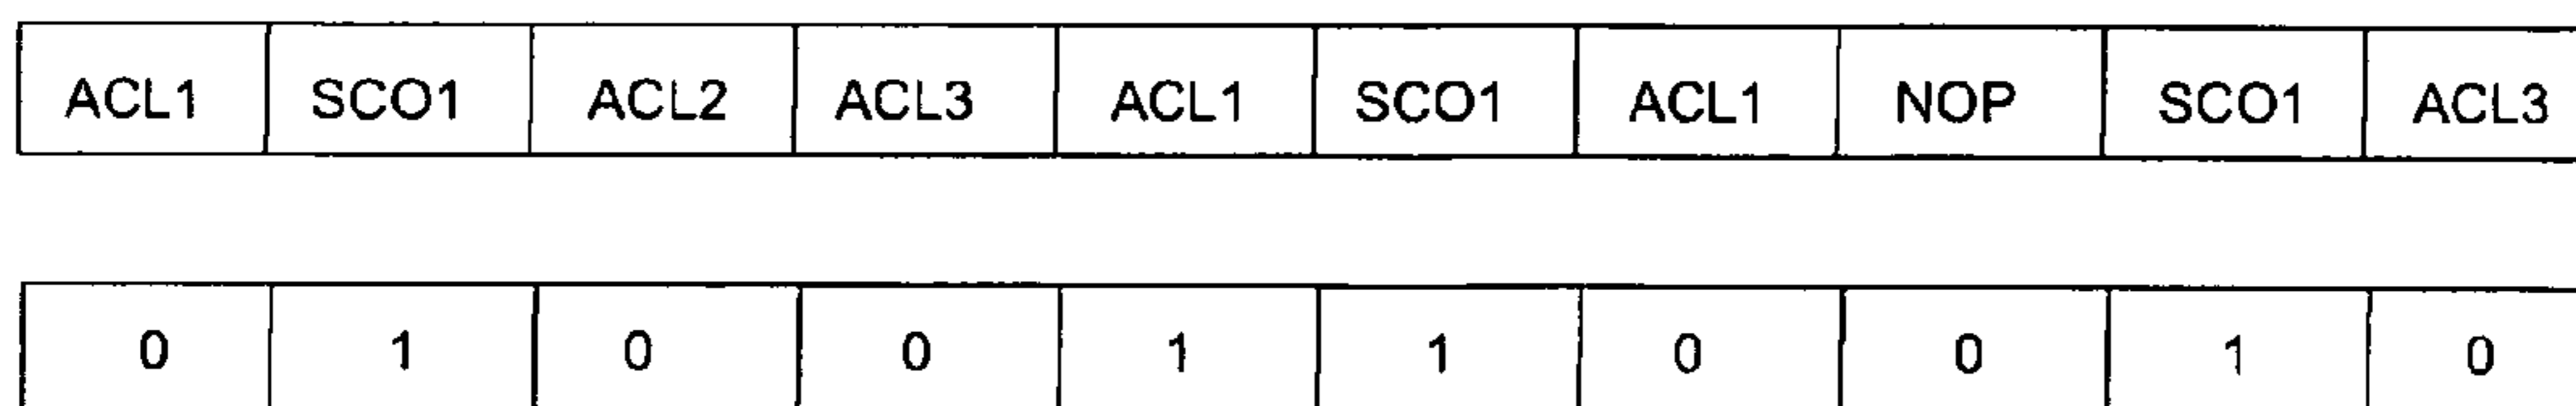 ACL1 SCO1 ACL2 ACL3 ACL1 SCO1 ACL1 NOP SCO1 ACL3
0 1 0 0 1 1 0 0 1 0